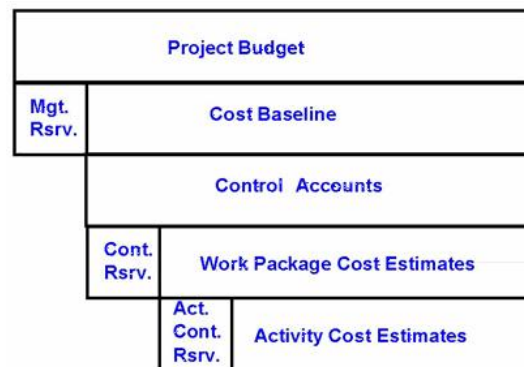 Project Budget
Mgt.
Rsrv.
Cost Baseline
Control Accounts
Cont.
Rsrv.
Work Package Cost Estimates
Act.
Cont.
Rsrv.
Activity Cost Estimates